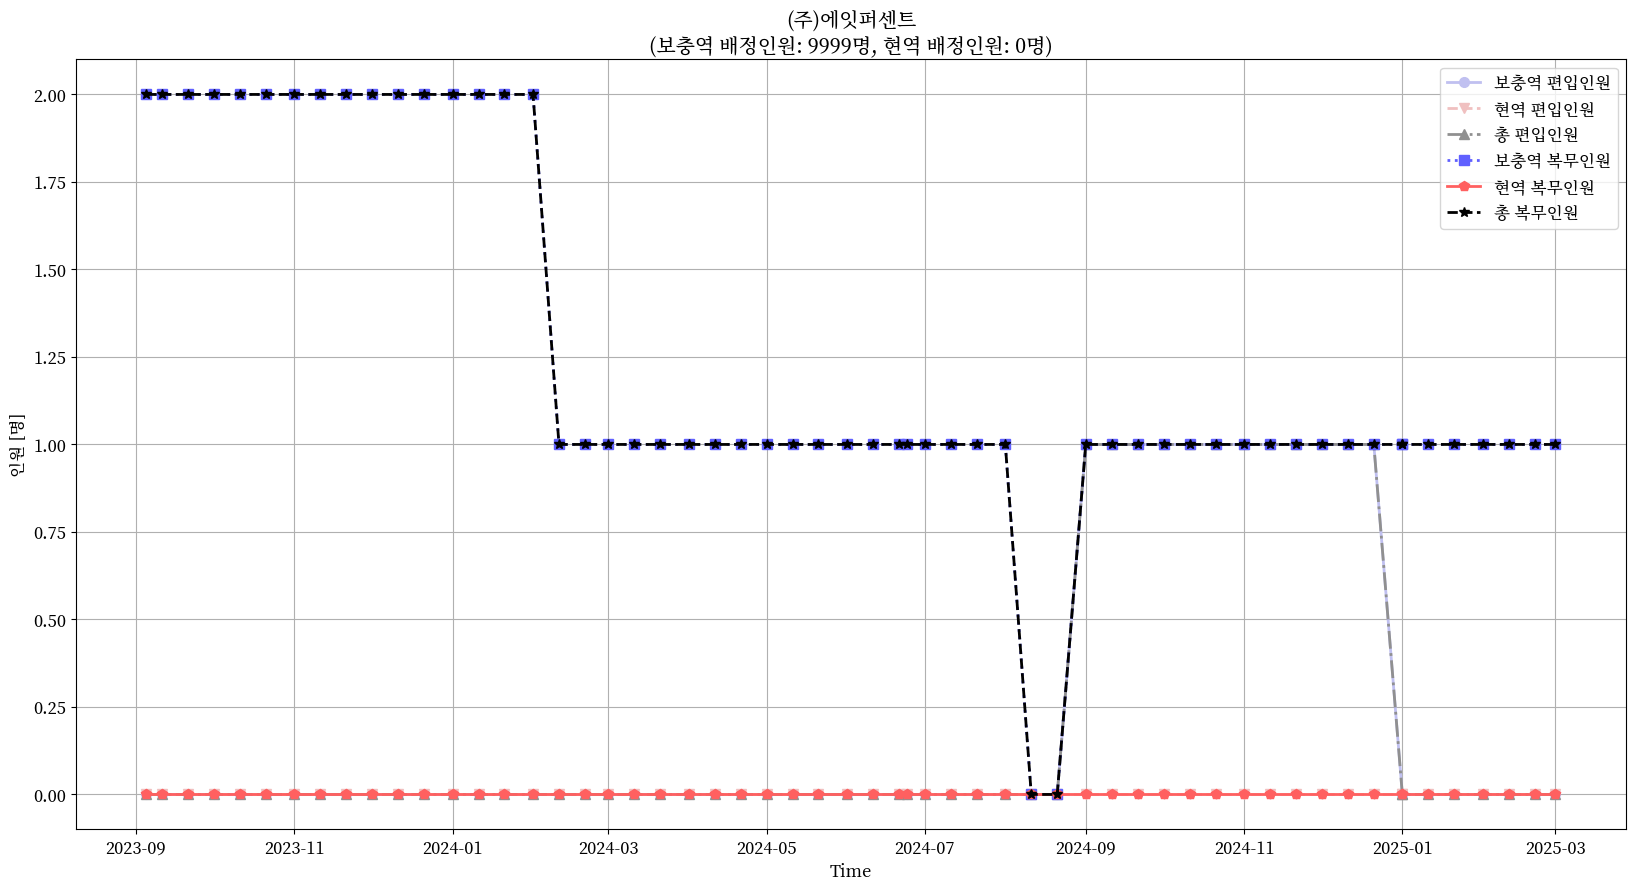 (주)에잇퍼센트
(보충역 배정인원: 9999명, 현역 배정인원: 0명)
보충역 편입인원
현역 편입인원
총 편입인원
보충역 복무인원
현역 복무인원
총 복무인원
인원 [명]
2.00
1.75
1.50
1.25
1.00
0.75
0.50
0.25
0.00
2023-09 2023-11 2024-01 2024-03 2024-05 2024-07 2024-09 2024-11 2025-01 2025-03
Time